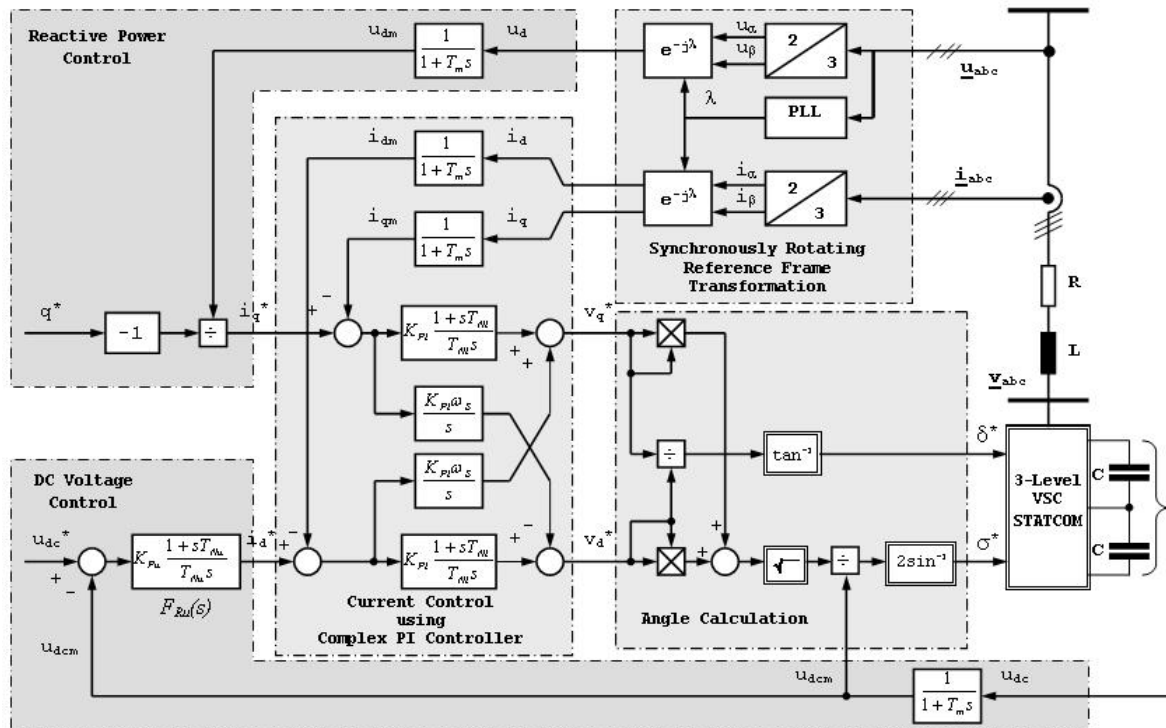 Reactive Power
Control
u_dm
1
1 + T_m s
u_d
e^-jλ
u_α
u_β
2
3
u_abc
λ
PLL
i_dm
1
1 + T_m s
i_d
e^-jλ
i_α
i_β
2
3
i_abc
i_qm
1
1 + T_m s
i_q
Synchronously Rotating
Reference Frame
Transformation
R
L
v_abc
q*
-1
÷
i_q*
+
−
K_PI
1 + sT_NI
T_NI s
+
+
v_q*
K_PI ω_S
s
K_PI ω_S
s
÷
tan⁻¹
δ*
3-Level
VSC
STATCOM
C
C
DC Voltage
Control
u_dc*
+
−
K_Pu
1 + sT_Nu
T_Nu s
F_Ru(s)
i_d*
+
−
K_PI
1 + sT_NI
T_NI s
+
−
v_d*
+
+
√
÷
2sin⁻¹
σ*
Current Control
using
Complex PI Controller
Angle Calculation
u_dcm
u_dcm
1
1 + T_m s
u_dc